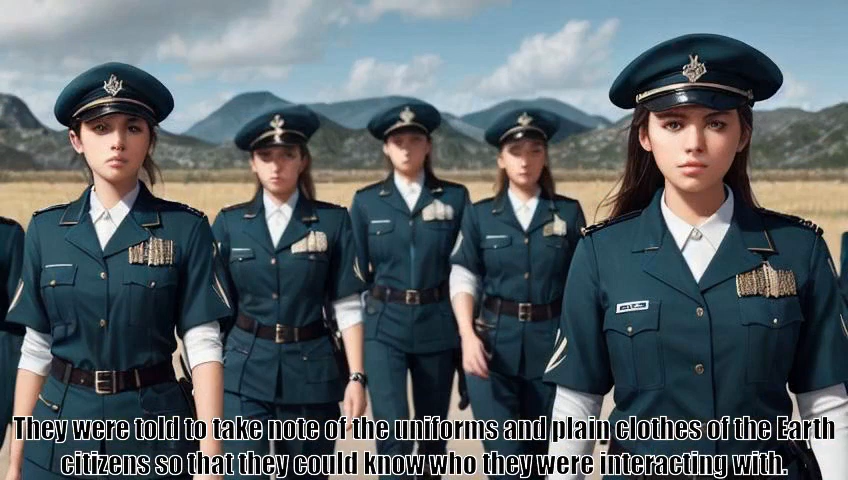 They were told to take note of the uniforms and plain clothes of the Earth
citizens so that they could know who they were interacting with.